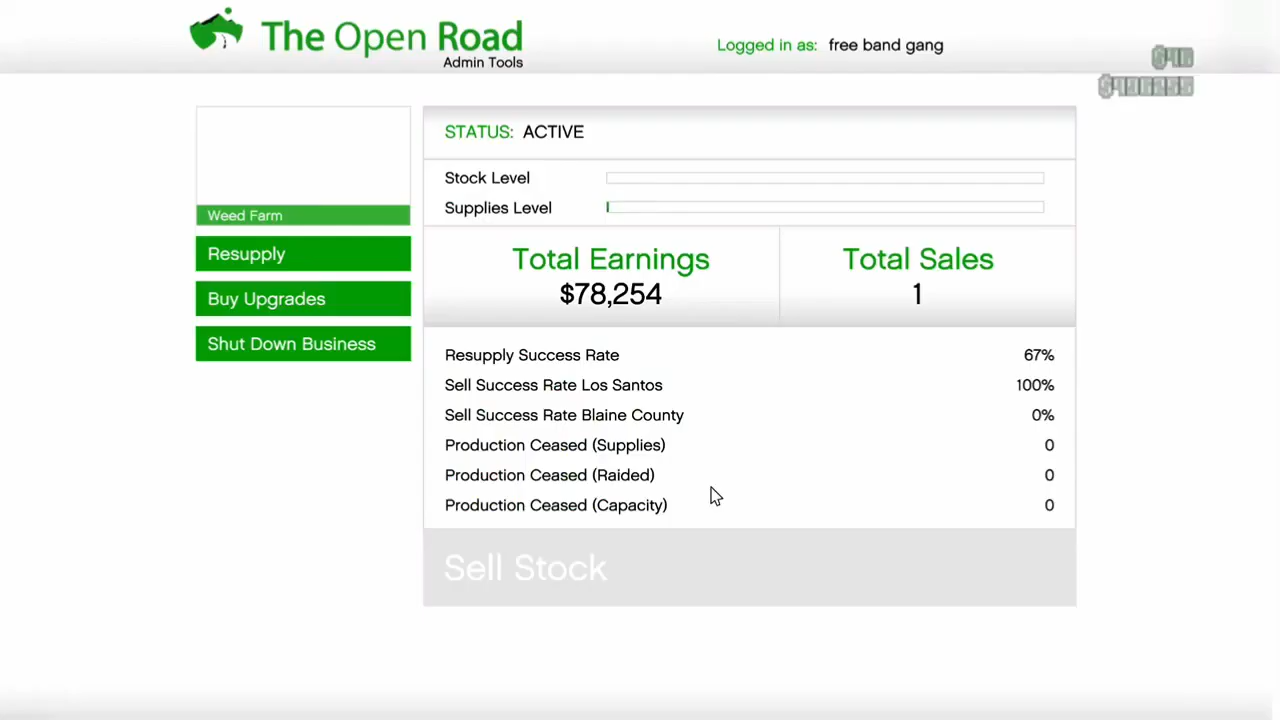 The Open Road
Admin Tools
Logged in as: free band gang
Weed Farm
Resupply
Buy Upgrades
Shut Down Business
STATUS: ACTIVE
Stock Level
Supplies Level
Total Earnings
$78,254
Total Sales
1
Resupply Success Rate 67%
Sell Success Rate Los Santos 100%
Sell Success Rate Blaine County 0%
Production Ceased (Supplies) 0
Production Ceased (Raided) 0
Production Ceased (Capacity) 0
Sell Stock